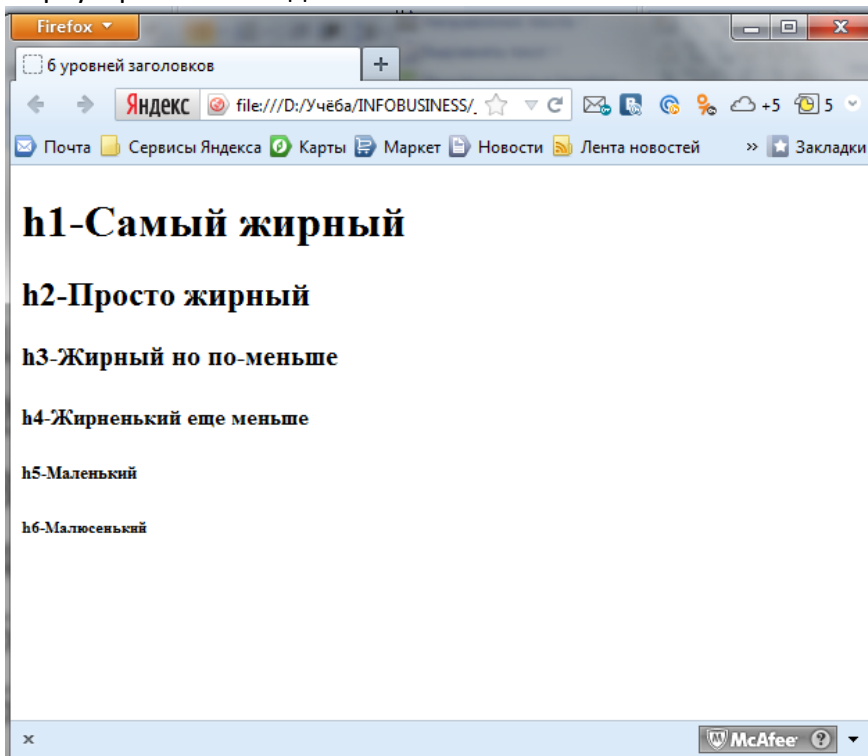 Firefox
6 уровней заголовков
Яндекс file:///D:/Учёба/INFOBUSINESS/ +5 5
Почта Сервисы Яндекса Карты Маркет Новости Лента новостей » Закладки
h1-Самый жирный
h2-Просто жирный
h3-Жирный но по-меньше
h4-Жирненький еще меньше
h5-Маленький
h6-Малюсенький
x McAfee ?